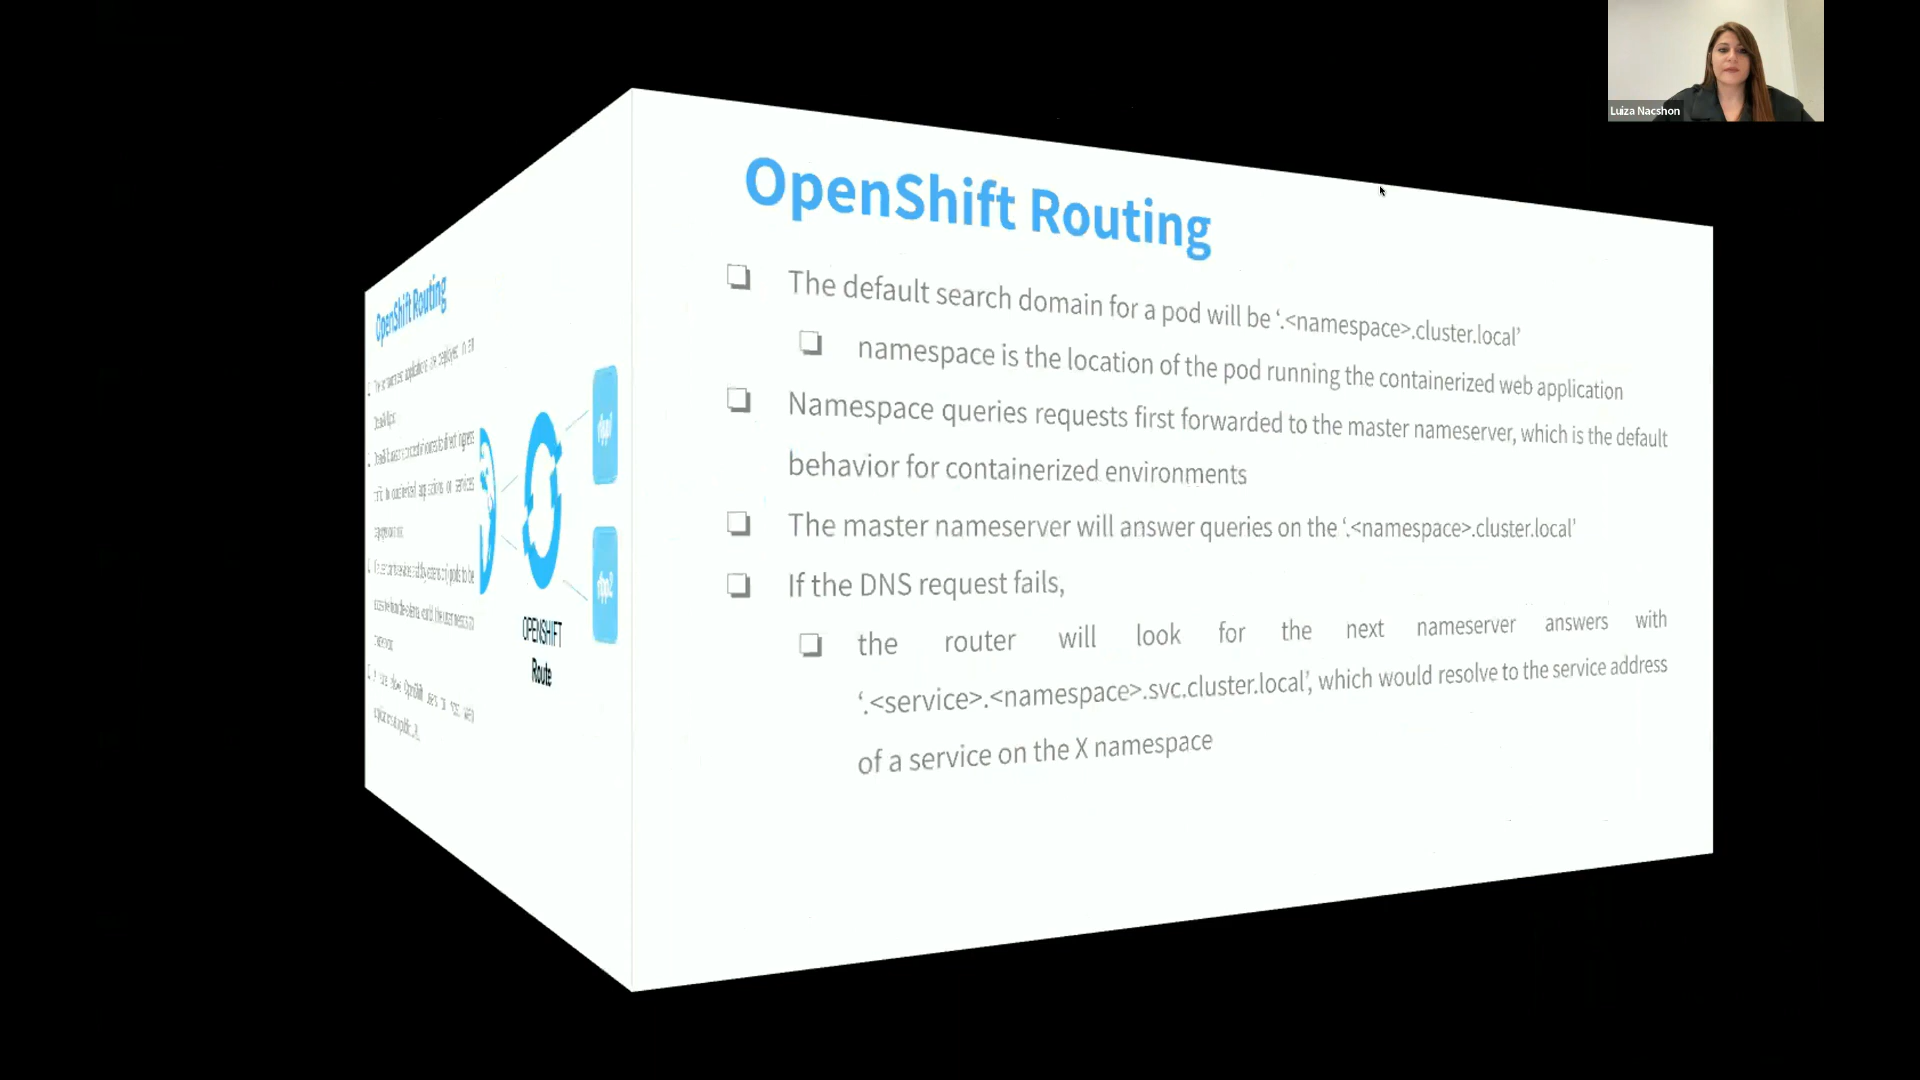 Luiza Nacshon
OpenShift Routing
The default search domain for a pod will be ‘.<namespace>.cluster.local’
namespace is the location of the pod running the containerized web application
Namespace queries requests first forwarded to the master nameserver, which is the default
behavior for containerized environments
The master nameserver will answer queries on the ‘.<namespace>.cluster.local’
If the DNS request fails,
the router will look for the next nameserver answers with
‘.<service>.<namespace>.svc.cluster.local’, which would resolve to the service address
of a service on the X namespace
OpenShift Routing
App1
App2
OPENSHIFT
Route